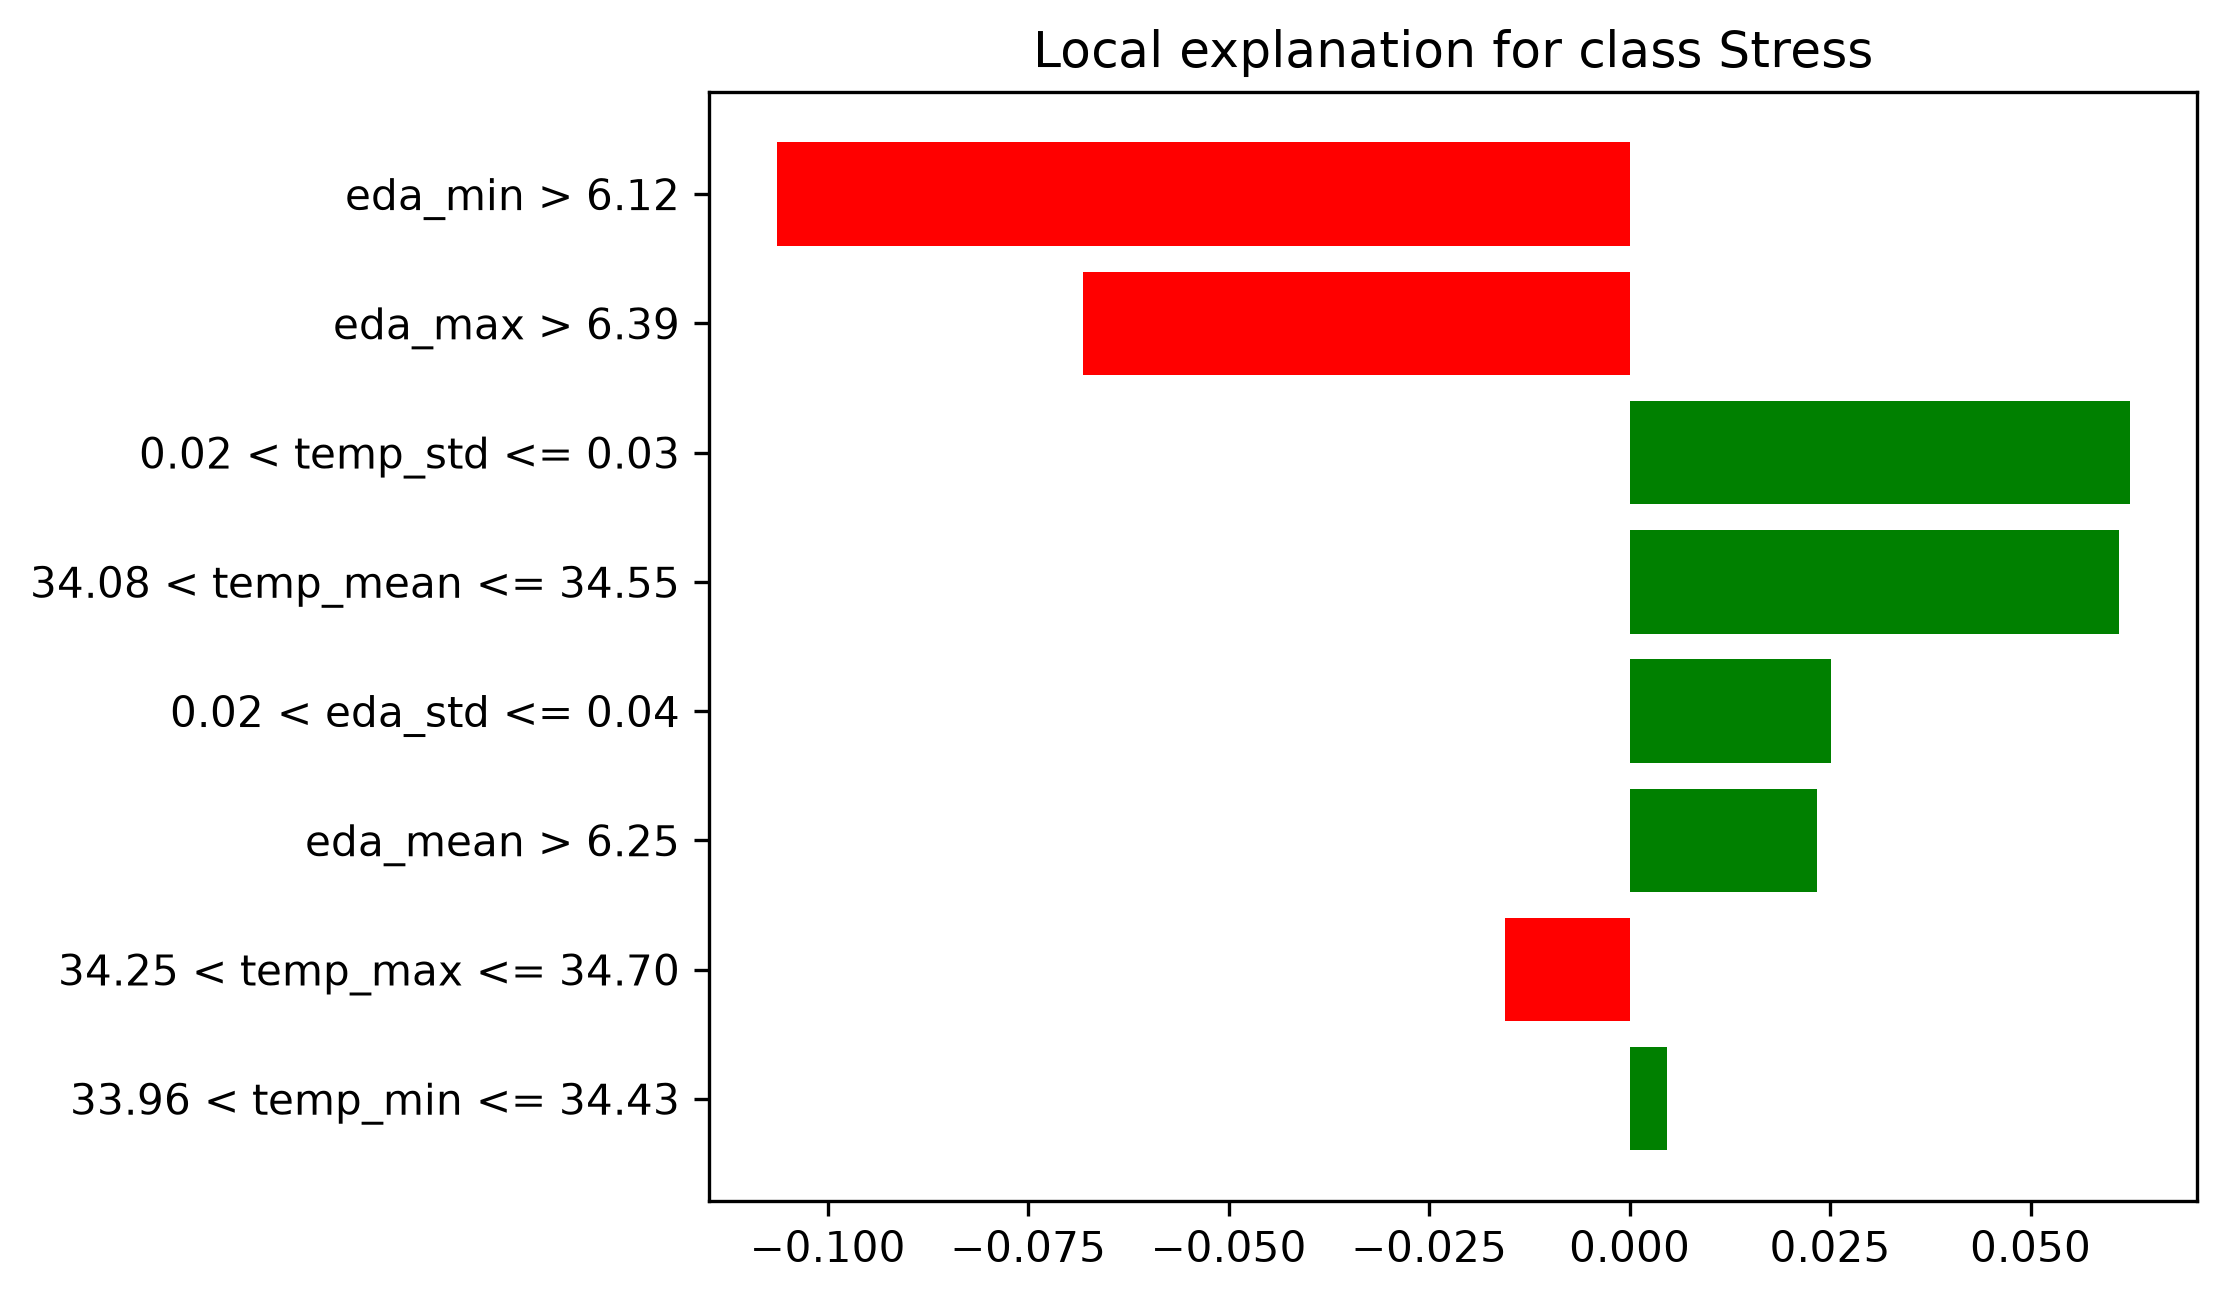 Local explanation for class Stress
eda_min > 6.12
eda_max > 6.39
0.02 < temp_std <= 0.03
34.08 < temp_mean <= 34.55
0.02 < eda_std <= 0.04
eda_mean > 6.25
34.25 < temp_max <= 34.70
33.96 < temp_min <= 34.43
−0.100 −0.075 −0.050 −0.025 0.000 0.025 0.050